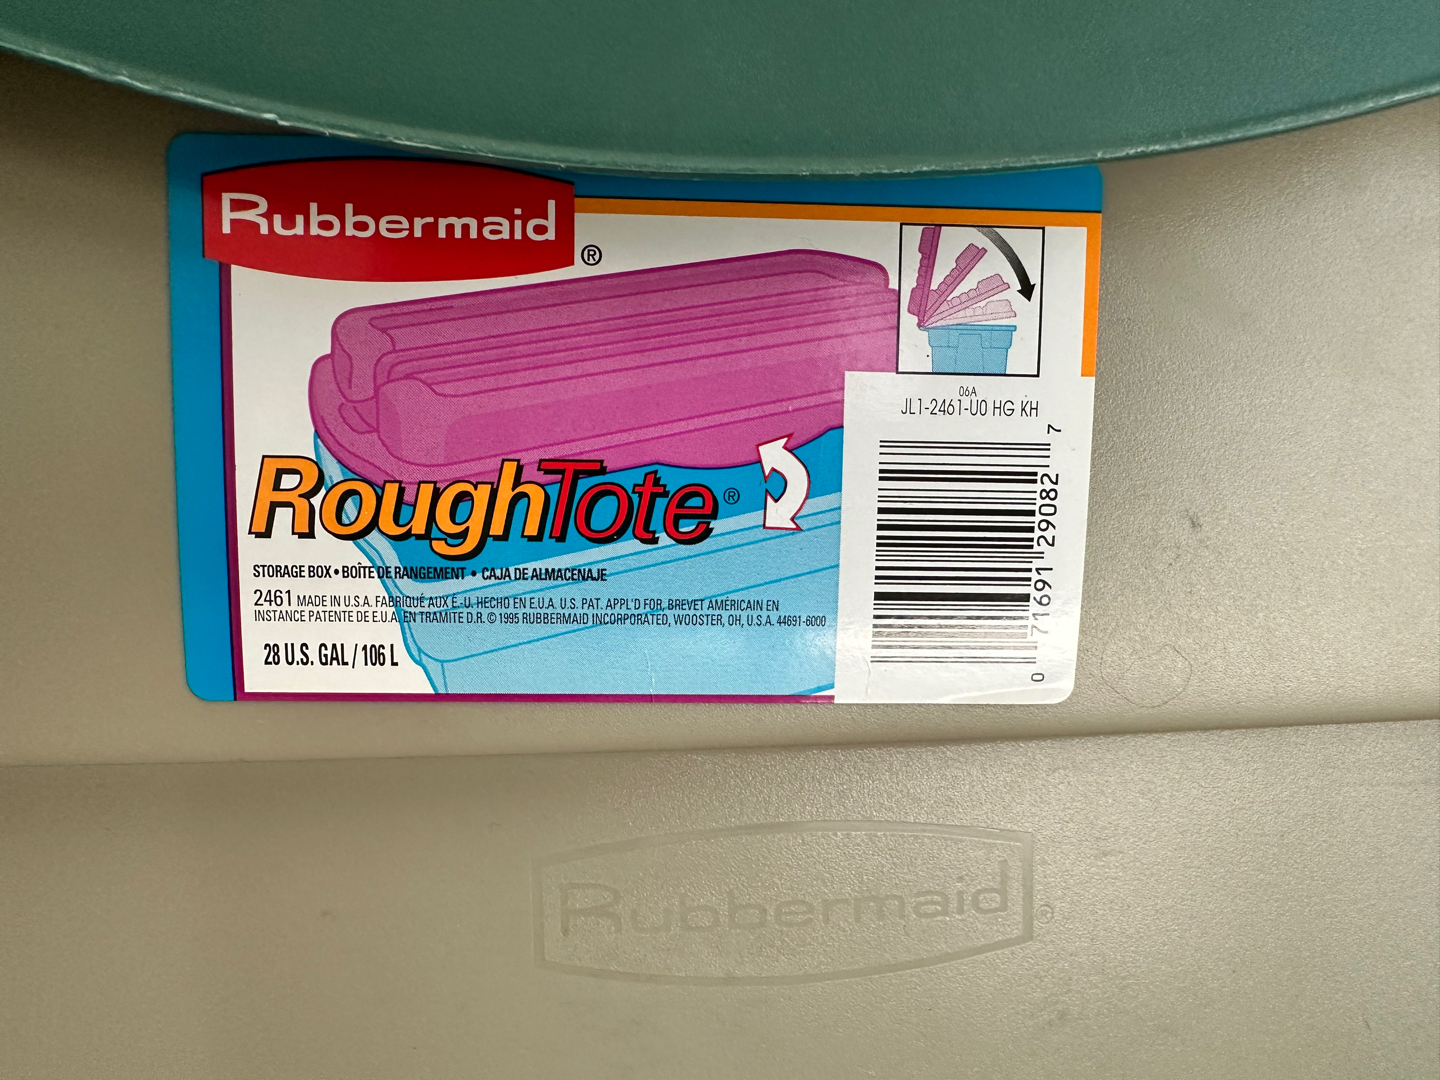 Rubbermaid®
06A
JL1-2461-U0 HG KH
RoughTote®
STORAGE BOX • BOÎTE DE RANGEMENT • CAJA DE ALMACENAJE
2461 MADE IN U.S.A. FABRIQUÉ AUX É.-U. HECHO EN E.U.A. U.S. PAT. APPL'D FOR, BREVET AMÉRICAIN EN
INSTANCE PATENTE DE E.U.A. EN TRAMITE D.R. © 1995 RUBBERMAID INCORPORATED, WOOSTER, OH, U.S.A. 44691-6000
28 U.S. GAL / 106 L
0 71691 29082 7
Rubbermaid®